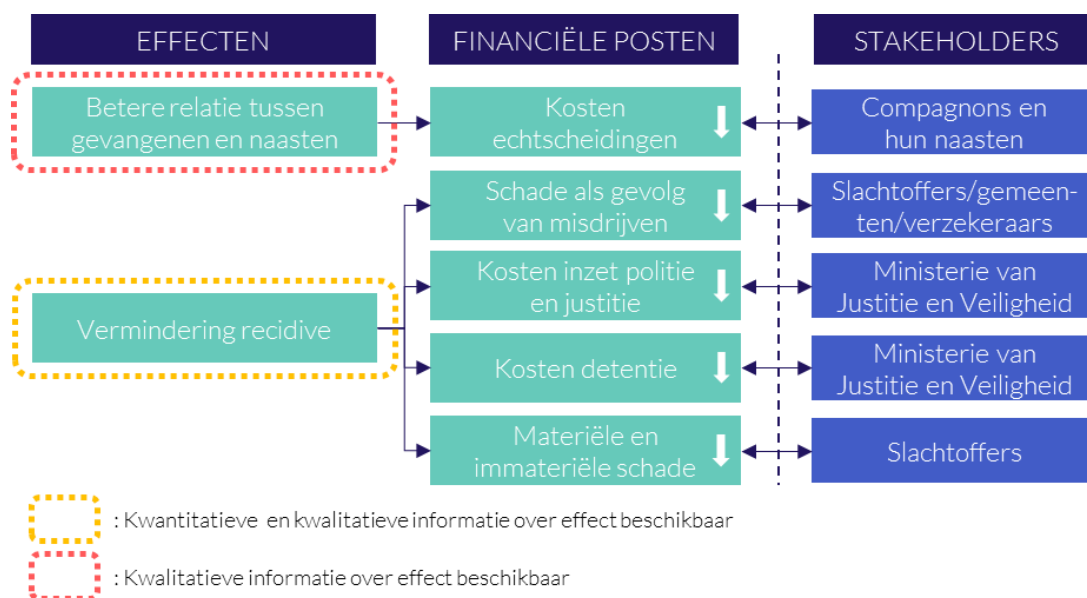 EFFECTEN
FINANCIËLE POSTEN
STAKEHOLDERS
Betere relatie tussen
gevangenen en naasten
Kosten
echtscheidingen
Compagnons en
hun naasten
Schade als gevolg
van misdrijven
Slachtoffers/gemeen-
ten/verzekeraars
Vermindering recidive
Kosten inzet politie
en justitie
Ministerie van
Justitie en Veiligheid
Kosten detentie
Ministerie van
Justitie en Veiligheid
Materiële en
immateriële schade
Slachtoffers
: Kwantitatieve en kwalitatieve informatie over effect beschikbaar
: Kwalitatieve informatie over effect beschikbaar